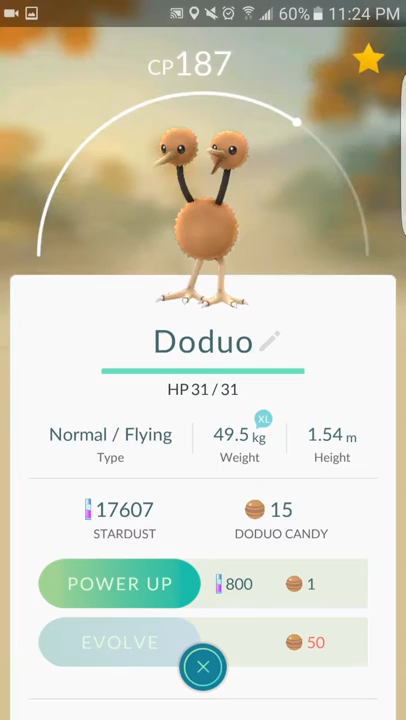 60% 11:24 PM
CP187
Doduo
HP 31 / 31
XL
Normal / Flying 49.5 kg 1.54 m
Type Weight Height
17607 15
STARDUST DODUO CANDY
POWER UP 800 1
EVOLVE 50